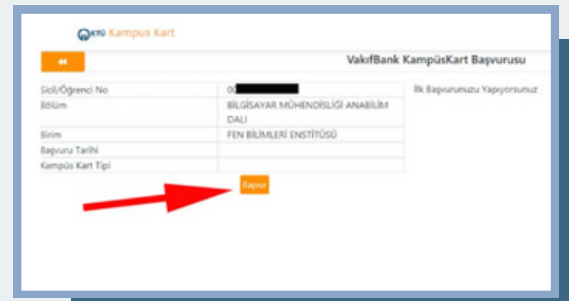 KTÜ Kampüs Kart
VakıfBank KampüsKart Başvurusu
Sicil/Öğrenci No 00
İlk Başvurunuzu Yapıyorsunuz
Bölüm BİLGİSAYAR MÜHENDİSLİĞİ ANABİLİM
DALI
Birim FEN BİLİMLERİ ENSTİTÜSÜ
Başvuru Tarihi
Kampüs Kart Tipi
Başvur